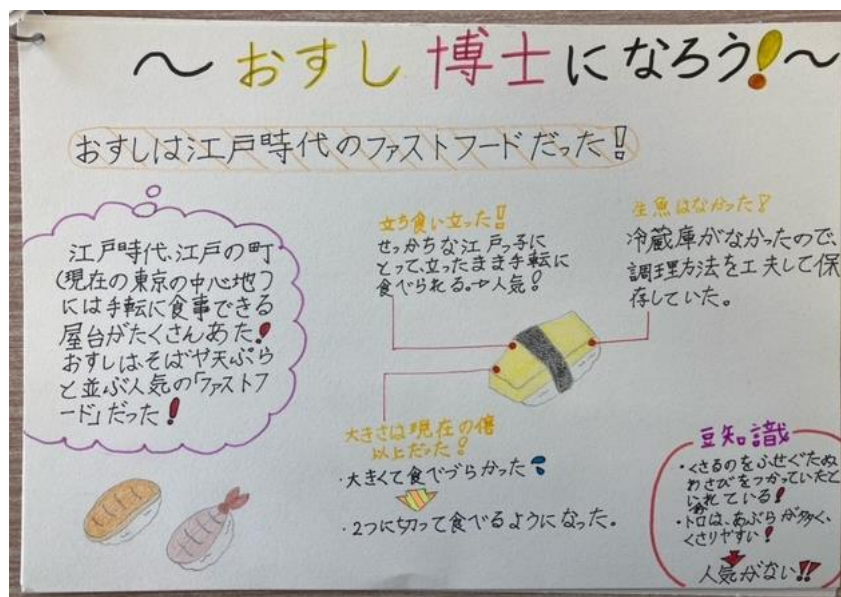 ～おすし博士になろう!～
おすしは江戸時代のファストフードだった!
江戸時代、江戸の町
(現在の東京の中心地)
には手転に食事できる
屋台がたくさんあた!
おすしは、そばや天ぷら
と並ぶ人気の「ファストフ
ード」だった!
立ち食い立った!!
せっかちな江戸っ子に
とって、立ったまま手転に
食べられる。→人気!
生魚はなかった!
冷蔵庫がなかったので、
調理方法を工夫して保
存していた。
大きさは現在の倍
以上だった!
・大きくて食べづらかった
・2つに切って食べるようになった。
豆知識
・くさるのをふせぐため
わさびをつかっていたと
いわれている!
・トロは、あぶらが多く、
くさりやすい!
人気がない!!